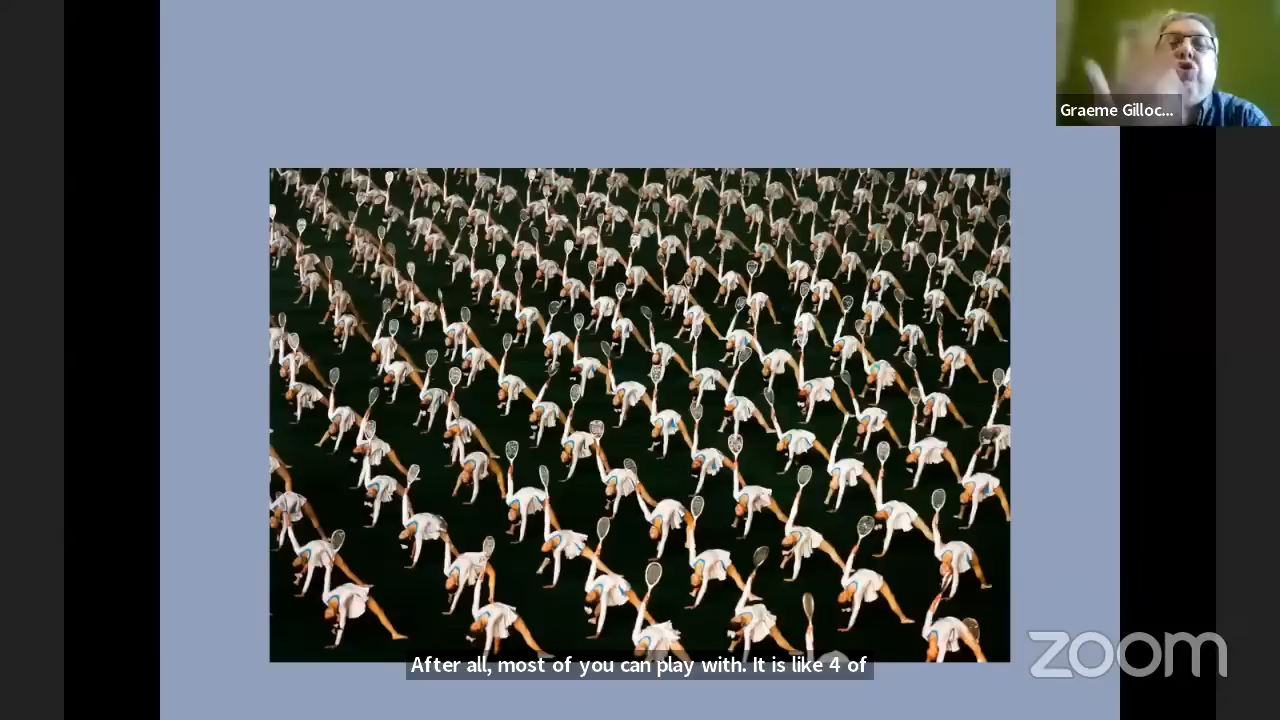 Graeme Gilloc...
After all, most of you can play with. It is like 4 of
zoom